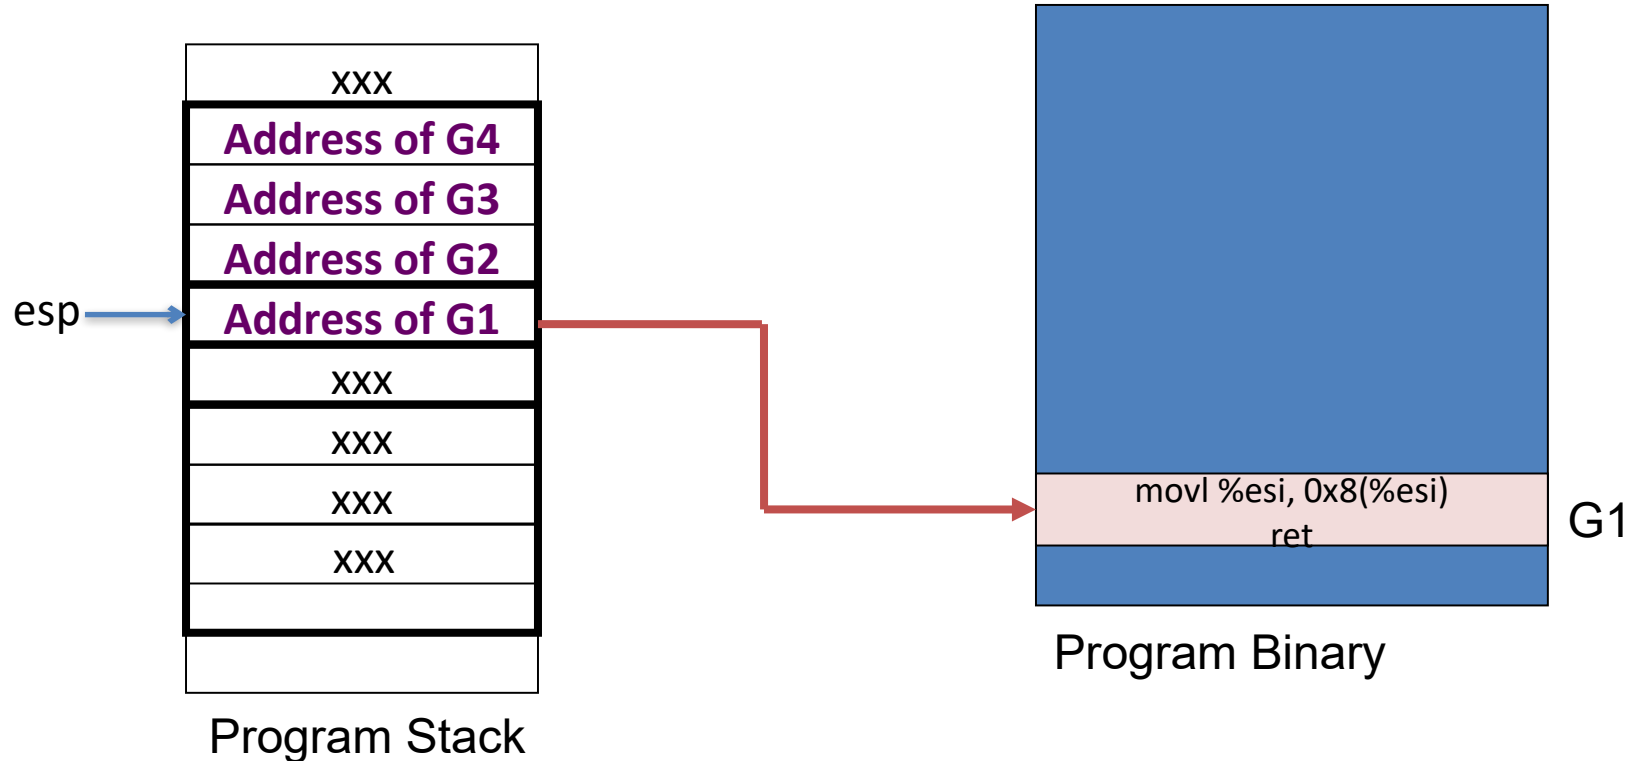 xxx
Address of G4
Address of G3
Address of G2
esp
Address of G1
xxx
xxx
xxx
xxx
Program Stack
movl %esi, 0x8(%esi)
ret
G1
Program Binary